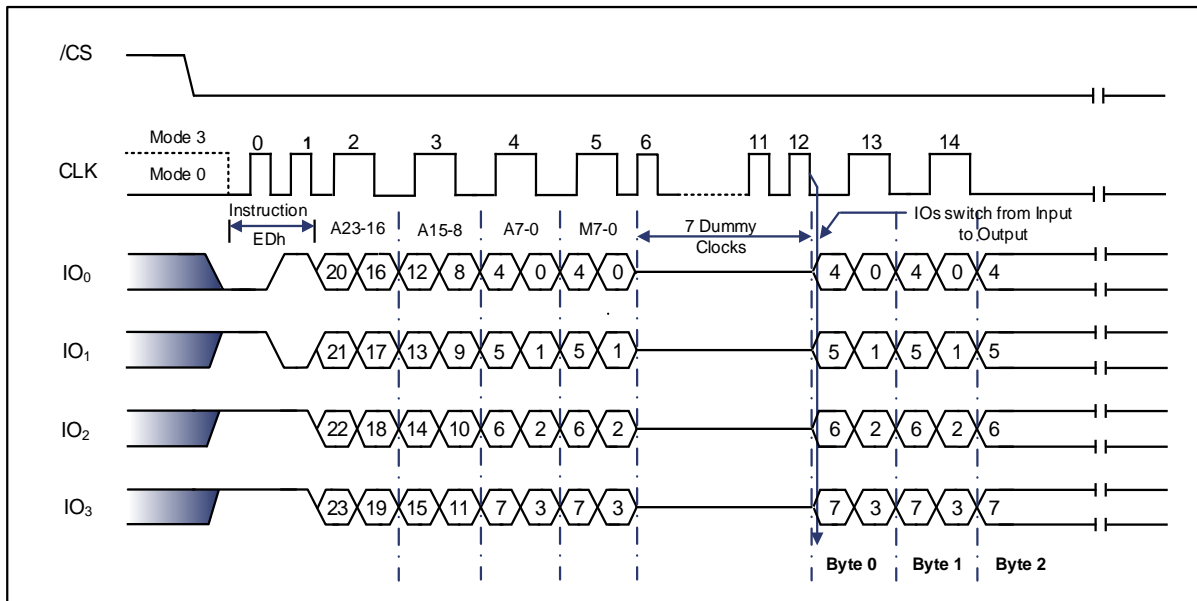 /CS
Mode 3
0 1 2 3 4 5 6 11 12 13 14
CLK
Mode 0
Instruction
EDh
A23-16 A15-8 A7-0 M7-0
7 Dummy
Clocks
IOs switch from Input
to Output
IO0 20 16 12 8 4 0 4 0 4 0 4 0 4
IO1 21 17 13 9 5 1 5 1 5 1 5 1 5
IO2 22 18 14 10 6 2 6 2 6 2 6 2 6
IO3 23 19 15 11 7 3 7 3 7 3 7 3 7
Byte 0 Byte 1 Byte 2